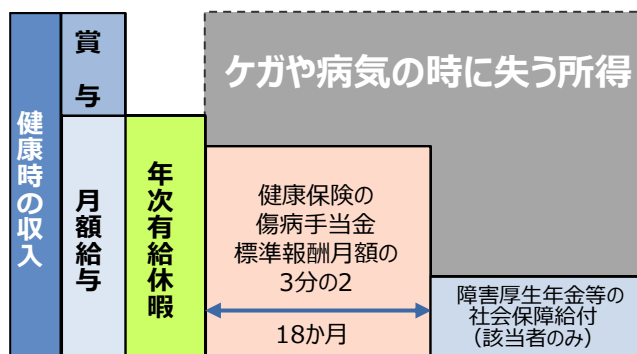 健康時の収入
賞与
月額給与
年次有給休暇
ケガや病気の時に失う所得
健康保険の
傷病手当金
標準報酬月額の
3分の2
18か月
障害厚生年金等の
社会保障給付
（該当者のみ）